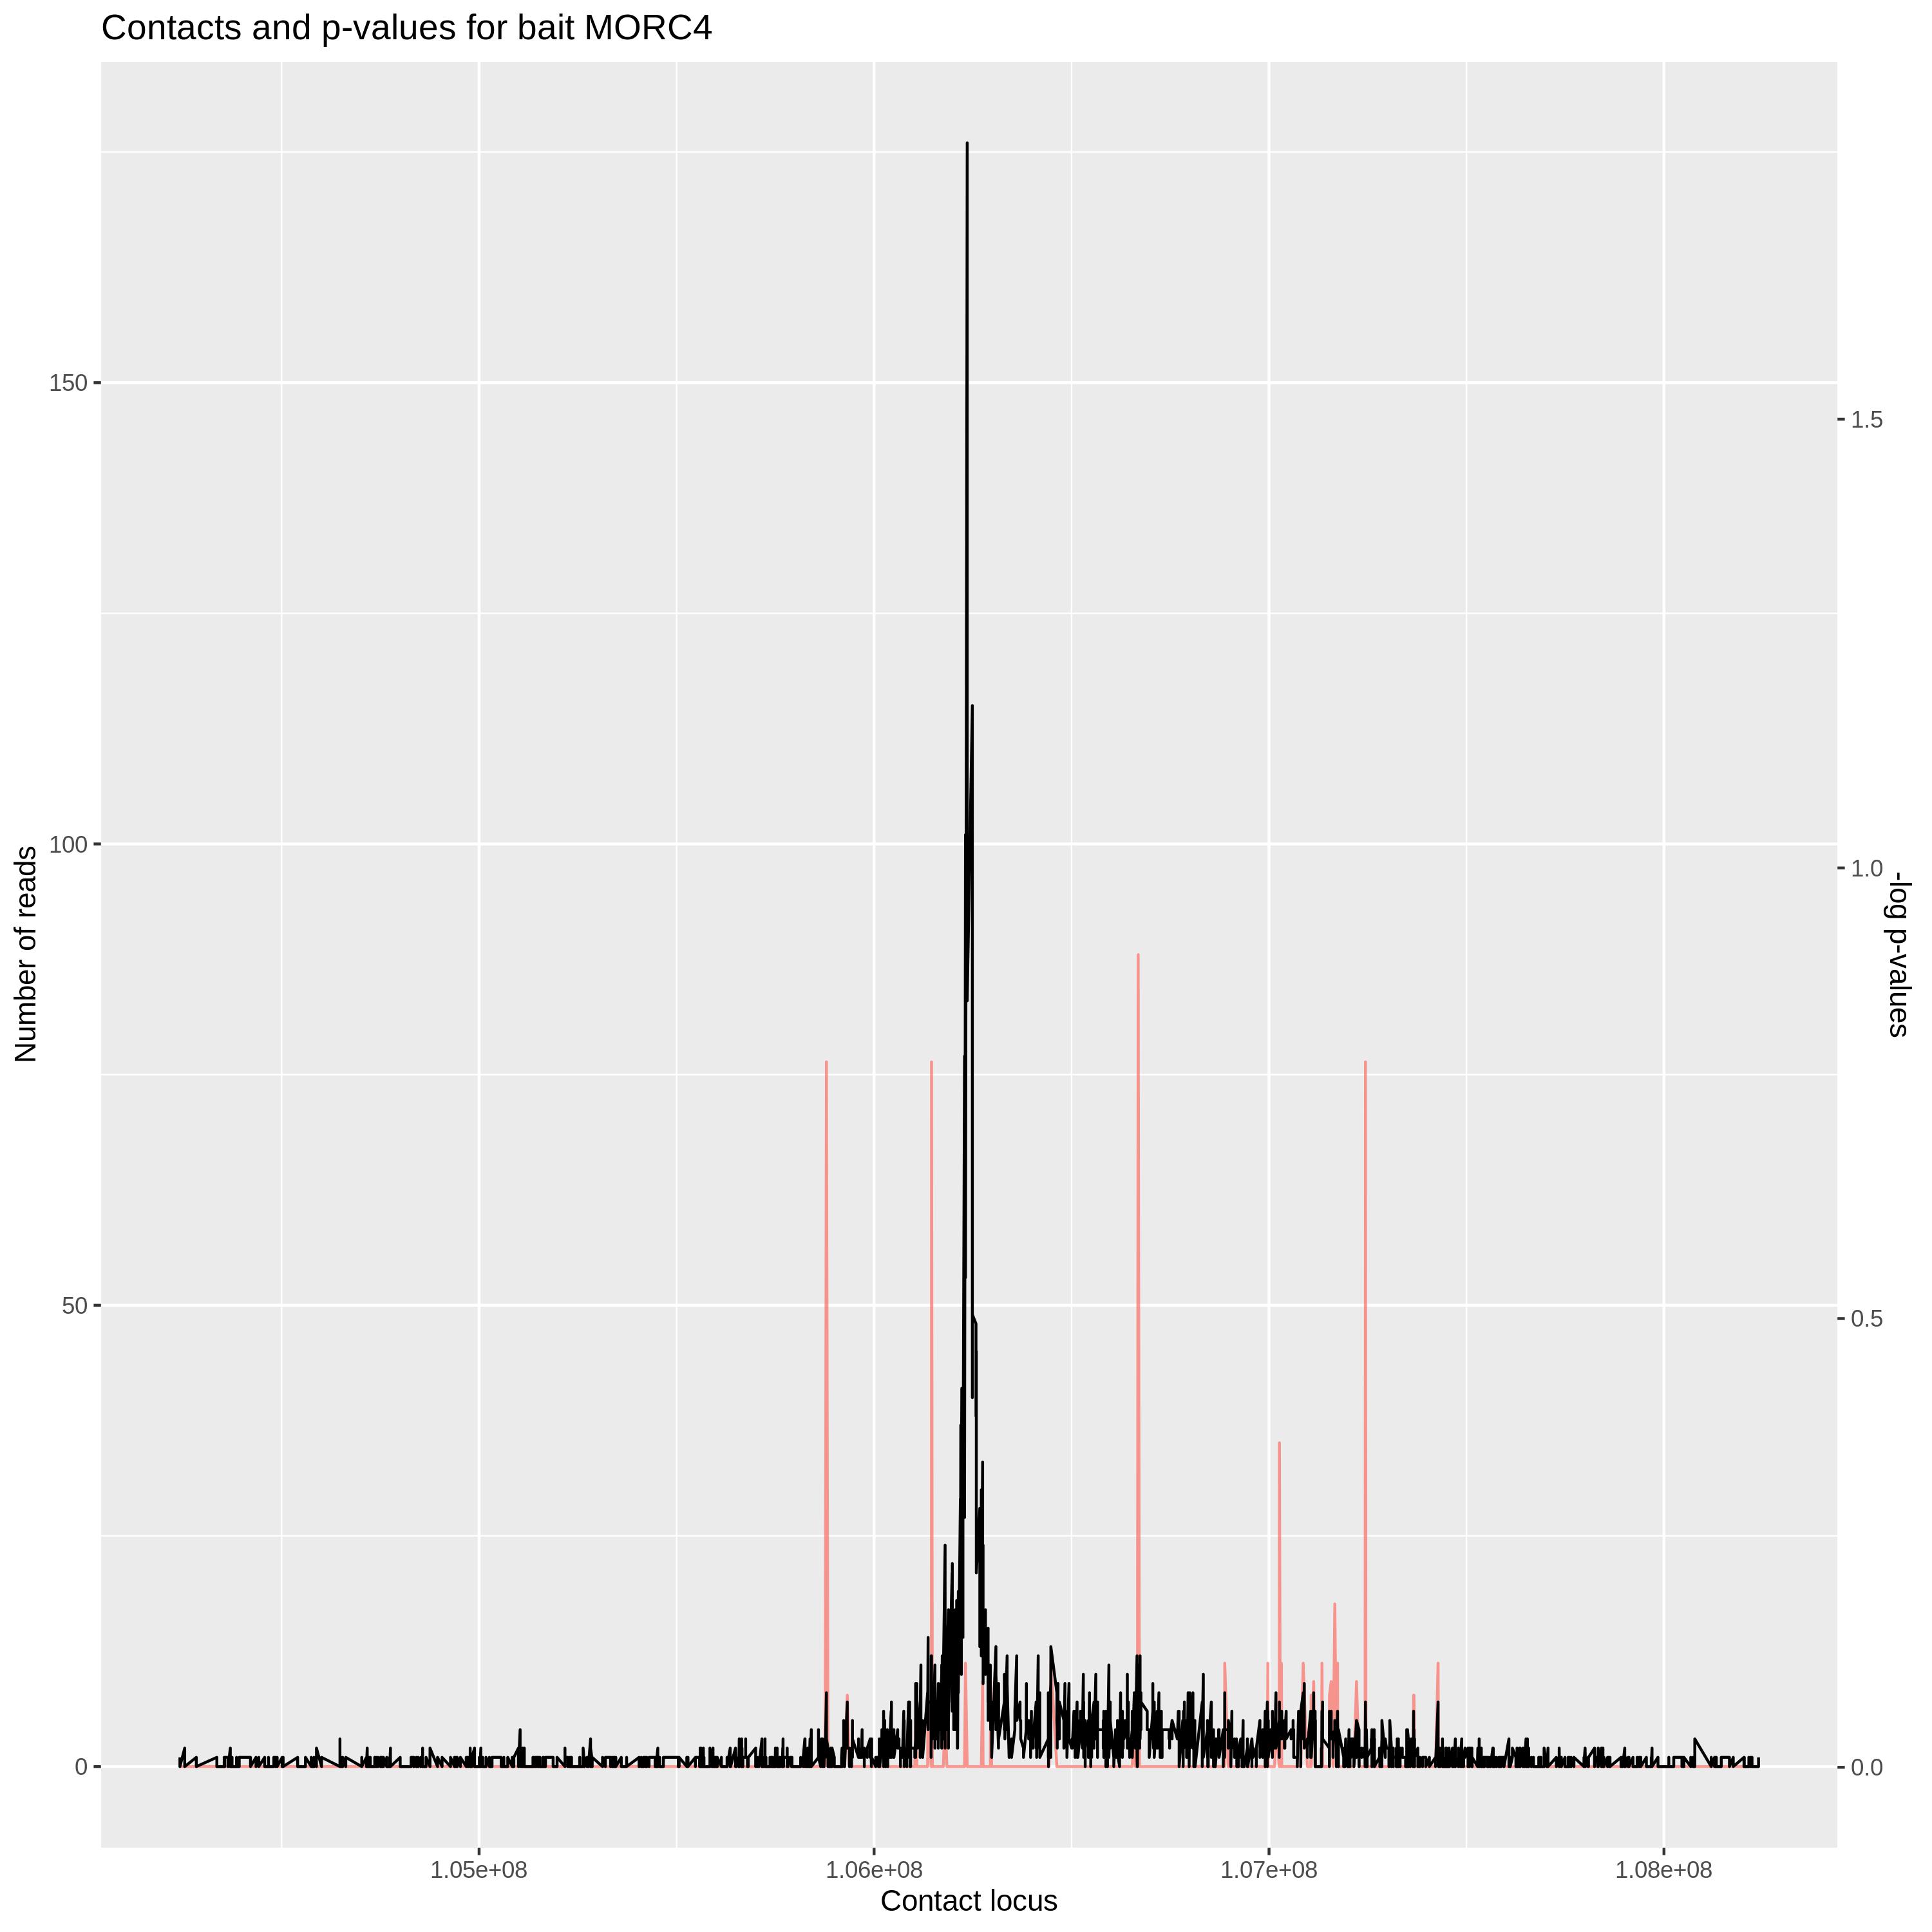 Contacts and p-values for bait MORC4
Number of reads
150
100
50
0
1.5
1.0
0.5
0.0
-log p-values
1.05e+08
1.06e+08
1.07e+08
1.08e+08
Contact locus